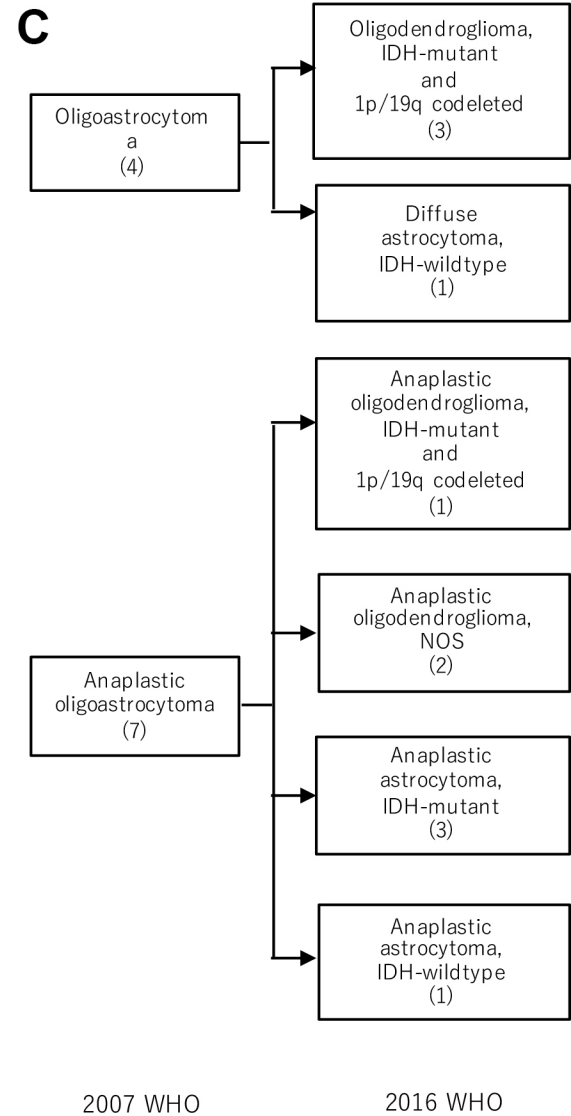 C
Oligoastrocytom
a
(4)
Oligodendroglioma,
IDH-mutant
and
1p/19q codeleted
(3)
Diffuse
astrocytoma,
IDH-wildtype
(1)
Anaplastic
oligoastrocytoma
(7)
Anaplastic
oligodendroglioma,
IDH-mutant
and
1p/19q codeleted
(1)
Anaplastic
oligodendroglioma,
NOS
(2)
Anaplastic
astrocytoma,
IDH-mutant
(3)
Anaplastic
astrocytoma,
IDH-wildtype
(1)
2007 WHO
2016 WHO